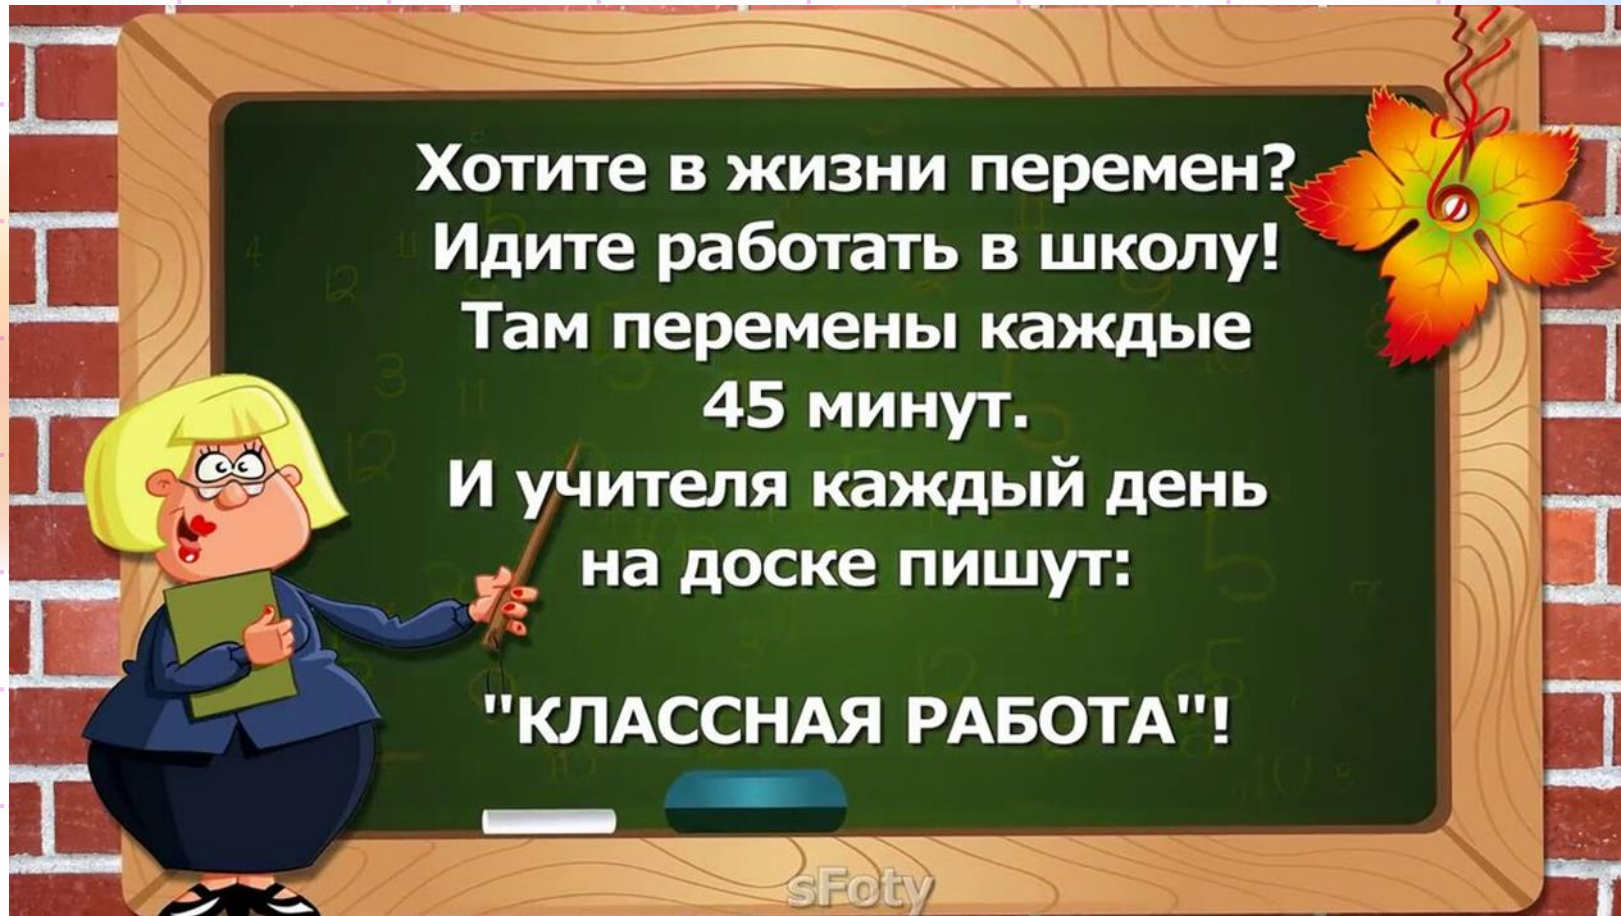 Хотите в жизни перемен?
Идите работать в школу!
Там перемены каждые
45 минут.
И учителя каждый день
на доске пишут:
"КЛАССНАЯ РАБОТА"!
sFoty